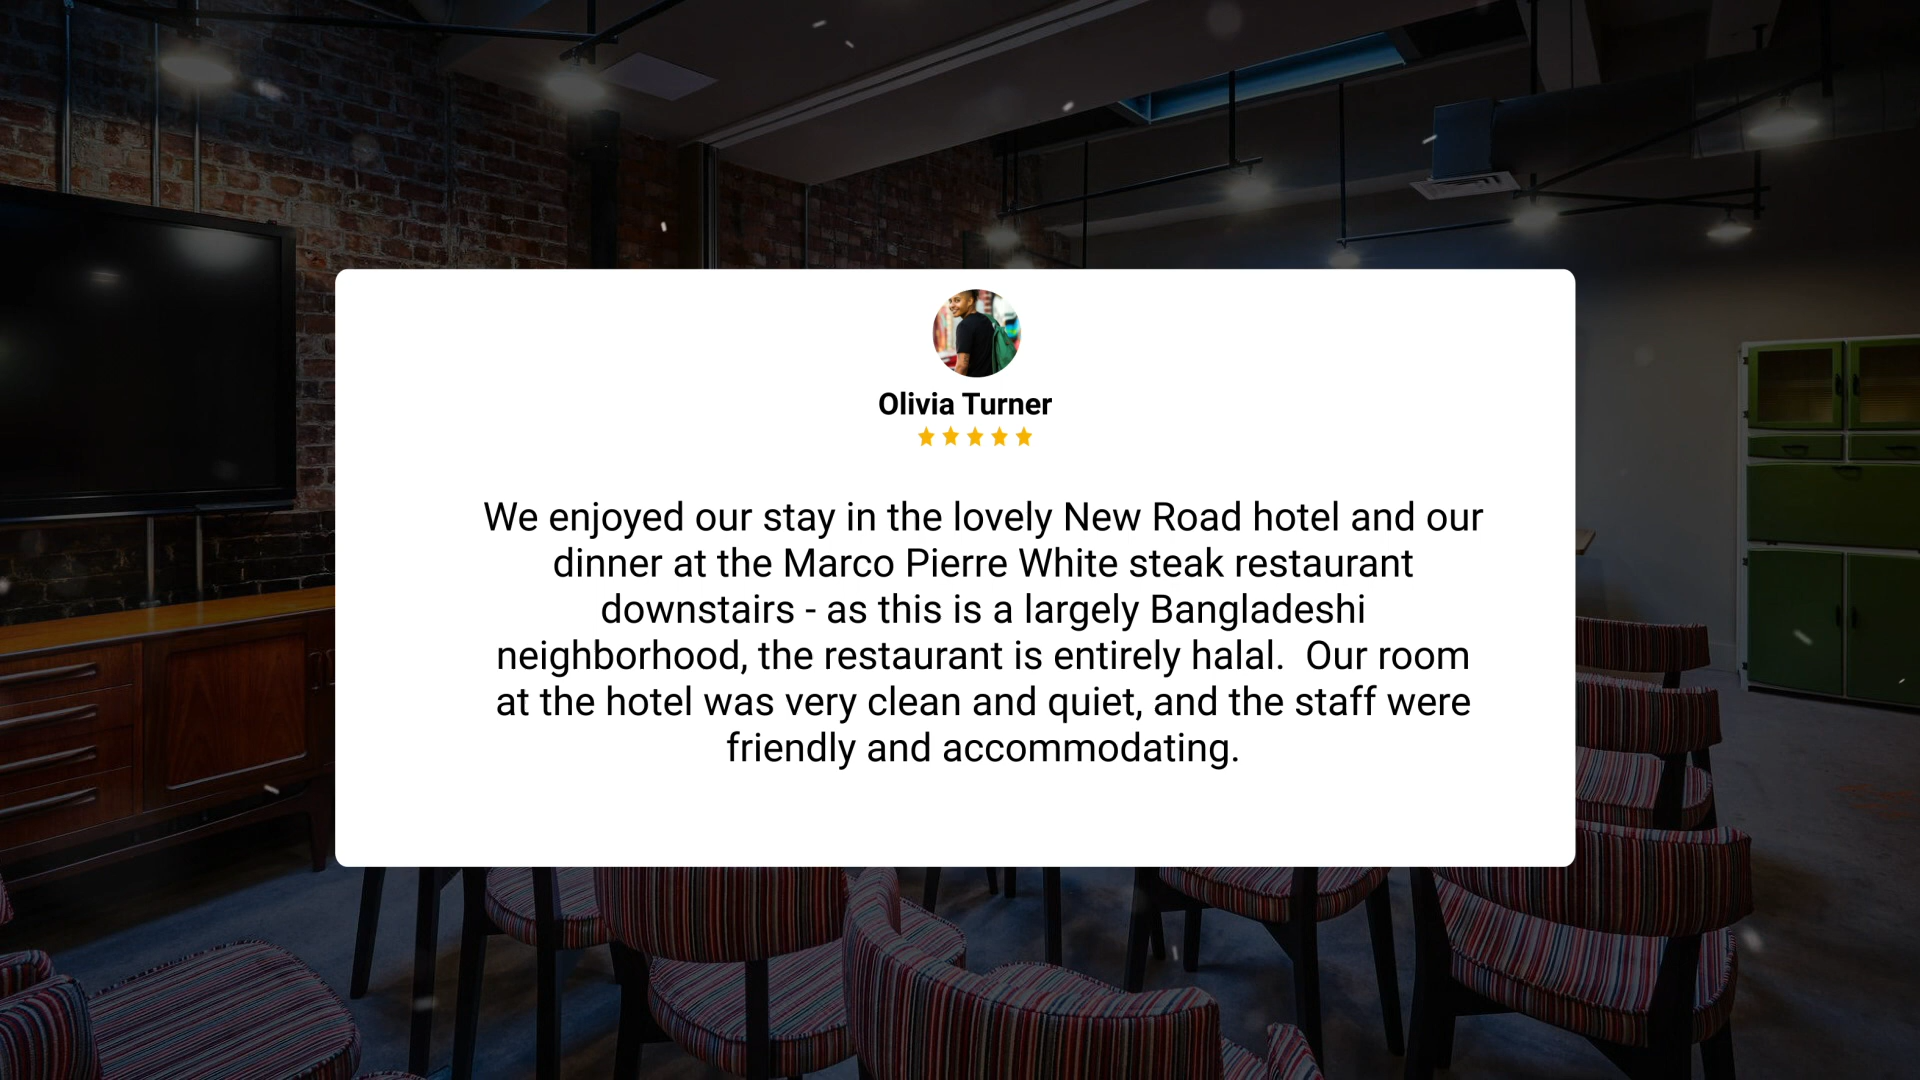 Olivia Turner
We enjoyed our stay in the lovely New Road hotel and our
dinner at the Marco Pierre White steak restaurant
downstairs - as this is a largely Bangladeshi
neighborhood, the restaurant is entirely halal.  Our room
at the hotel was very clean and quiet, and the staff were
friendly and accommodating.